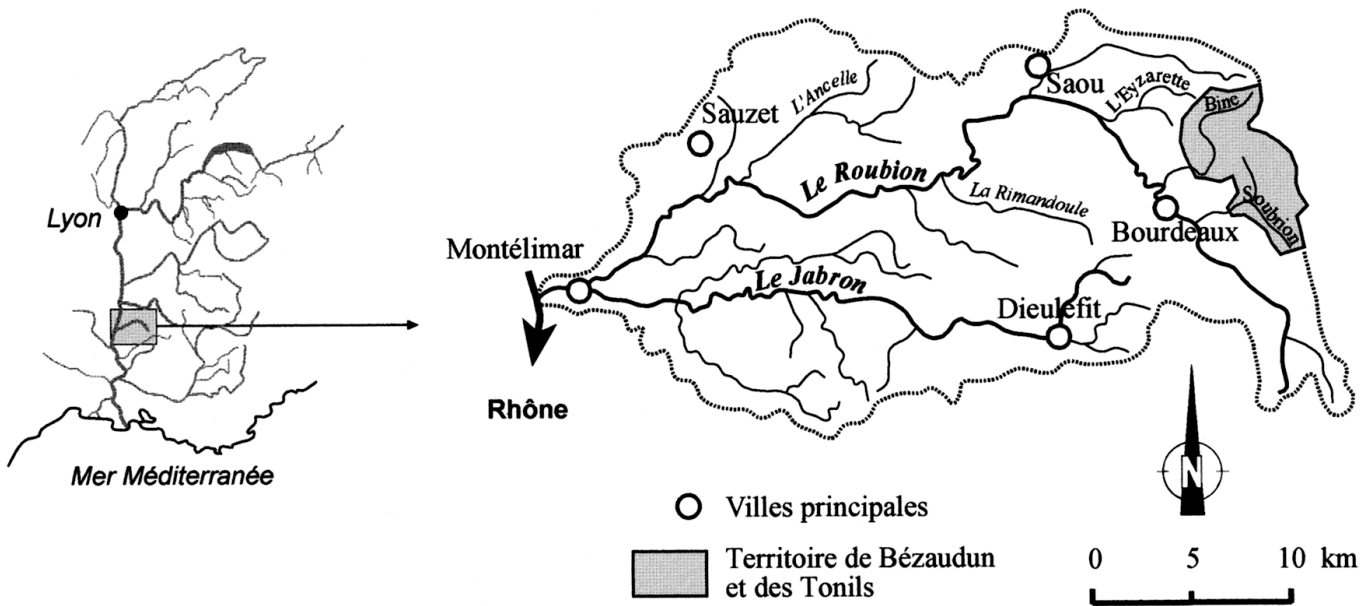 Lyon
Mer Méditerranée
Saou
L'Eyzarette
Bine
L'Ancelle
Sauzet
Le Roubion
La Rimandoule
Soubrion
Bourdeaux
Montélimar
Le Jabron
Dieulefit
Rhône
N
Villes principales
Territoire de Bézaudun
et des Tonils
0 5 10 km